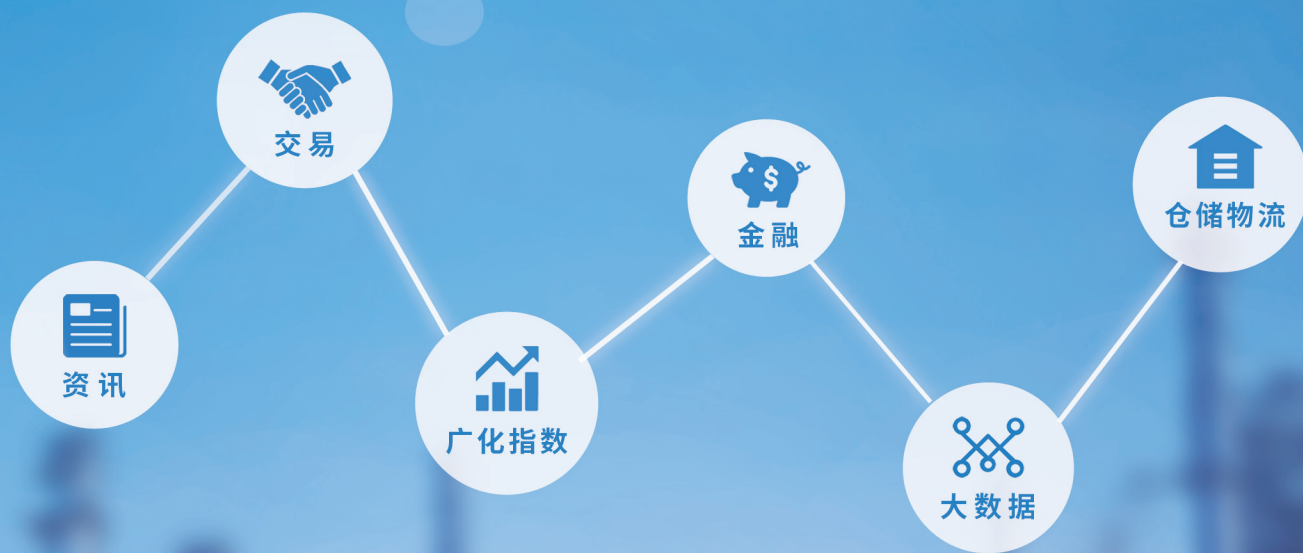 资讯
交易
广化指数
金融
大数据
仓储物流